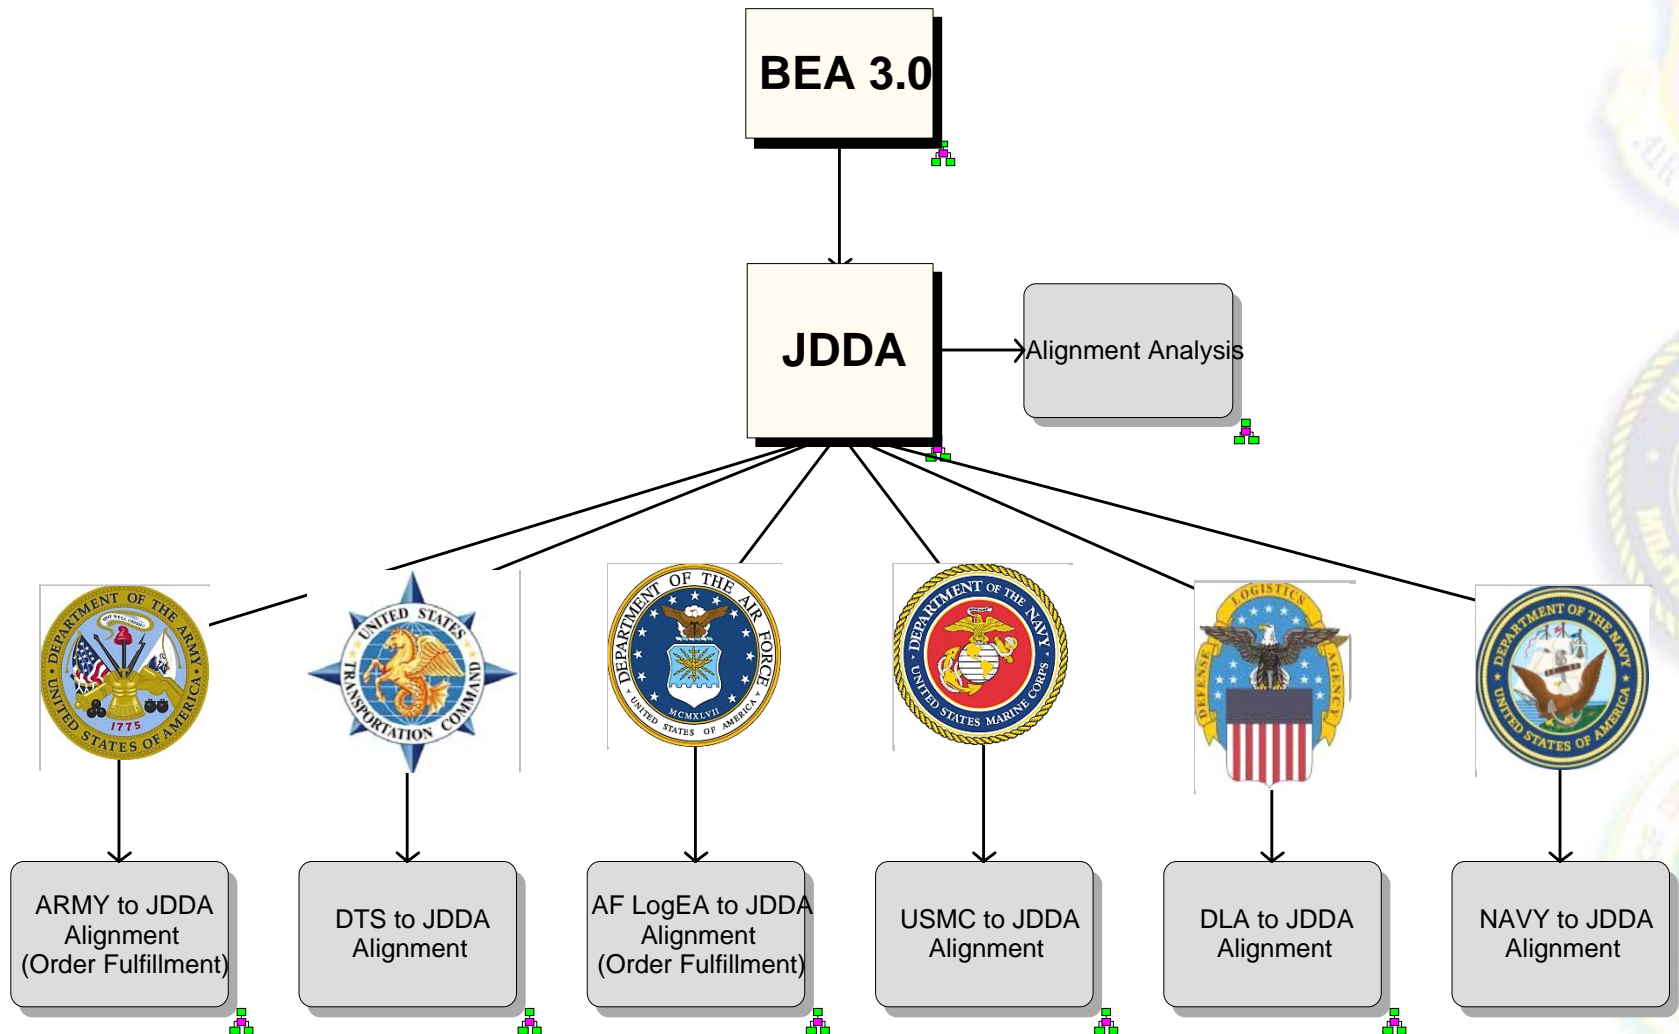 BEA 3.0
JDDA
Alignment Analysis
DEPARTMENT OF THE ARMY
1775
UNITED STATES OF AMERICA
UNITED STATES
TRANSPORTATION COMMAND
DEPARTMENT OF THE AIR FORCE
MCMXLVII
UNITED STATES OF AMERICA
DEPARTMENT OF THE NAVY
UNITED STATES MARINE CORPS
DEFENSE LOGISTICS AGENCY
DEPARTMENT OF THE NAVY
UNITED STATES OF AMERICA
ARMY to JDDA
Alignment
(Order Fulfillment)
DTS to JDDA
Alignment
AF LogEA to JDDA
Alignment
(Order Fulfillment)
USMC to JDDA
Alignment
DLA to JDDA
Alignment
NAVY to JDDA
Alignment